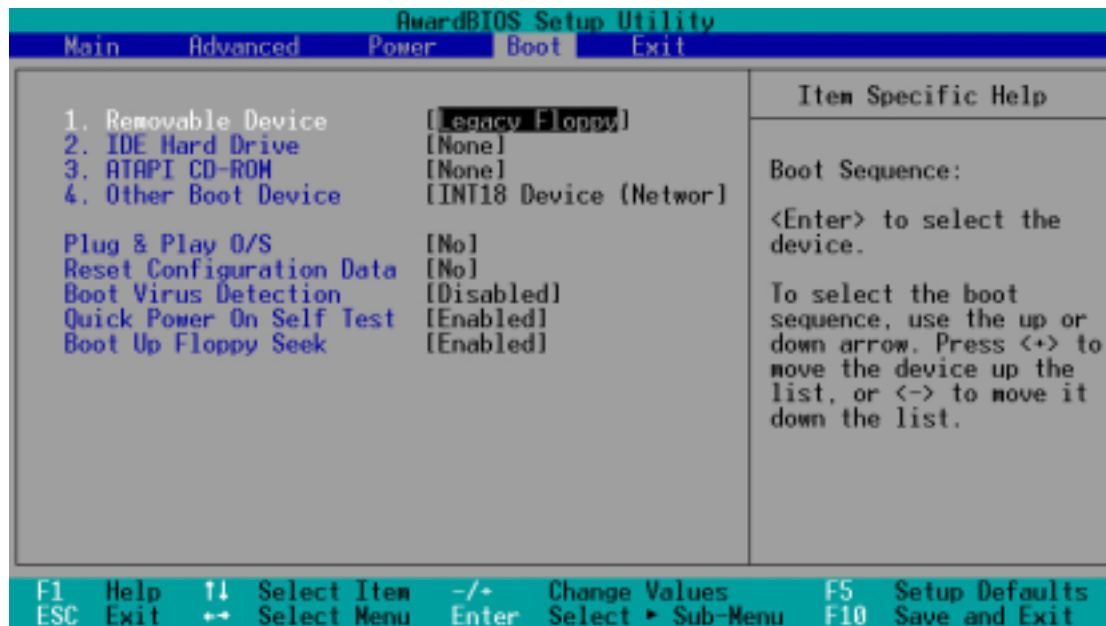 AwardBIOS Setup Utility
Main Advanced Power Boot Exit
1. Removable Device [Legacy Floppy]
2. IDE Hard Drive [None]
3. ATAPI CD-ROM [None]
4. Other Boot Device [INT18 Device (Networ]
Plug & Play O/S [No]
Reset Configuration Data [No]
Boot Virus Detection [Disabled]
Quick Power On Self Test [Enabled]
Boot Up Floppy Seek [Enabled]
Item Specific Help
Boot Sequence:
<Enter> to select the
device.
To select the boot
sequence, use the up or
down arrow. Press <+> to
move the device up the
list, or <-> to move it
down the list.
F1 Help ↑↓ Select Item -/+ Change Values F5 Setup Defaults
ESC Exit ←→ Select Menu Enter Select ► Sub-Menu F10 Save and Exit